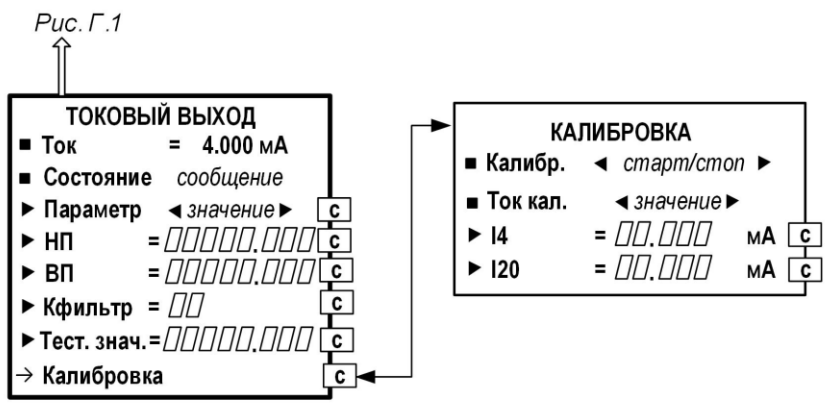 Рис. Г.1
ТОКОВЫЙ ВЫХОД
■ Ток = 4.000 мА
■ Состояние сообщение
► Параметр ◄ значение ► с
► НП = 00000.000 с
► ВП = 00000.000 с
► Кфильтр = 00 с
► Тест. знач. = 00000.000 с
→ Калибровка с
КАЛИБРОВКА
■ Калибр. ◄ старт/стоп ►
■ Ток кал. ◄ значение ►
► I4 = 00.000 мА с
► I20 = 00.000 мА с